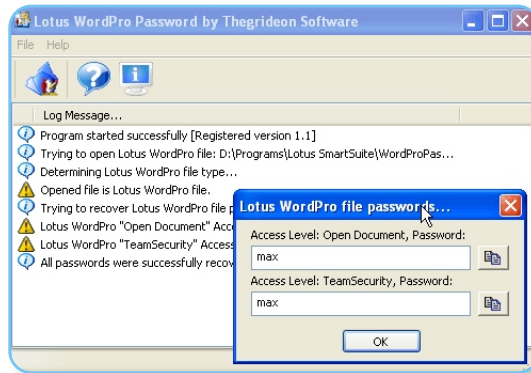 Lotus WordPro Password by Thegrideon Software
File Help
Log Message...
Program started successfully [Registered version 1.1]
Trying to open Lotus WordPro file: D:\Programs\Lotus SmartSuite\WordProPas...
Determining Lotus WordPro file type...
Opened file is Lotus WordPro file.
Trying to recover Lotus WordPro file p
Lotus WordPro "Open Document" Acce
Lotus WordPro "TeamSecurity" Access
All passwords were successfully recov
Lotus WordPro file passwords...
Access Level: Open Document, Password:
max
Access Level: TeamSecurity, Password:
max
OK